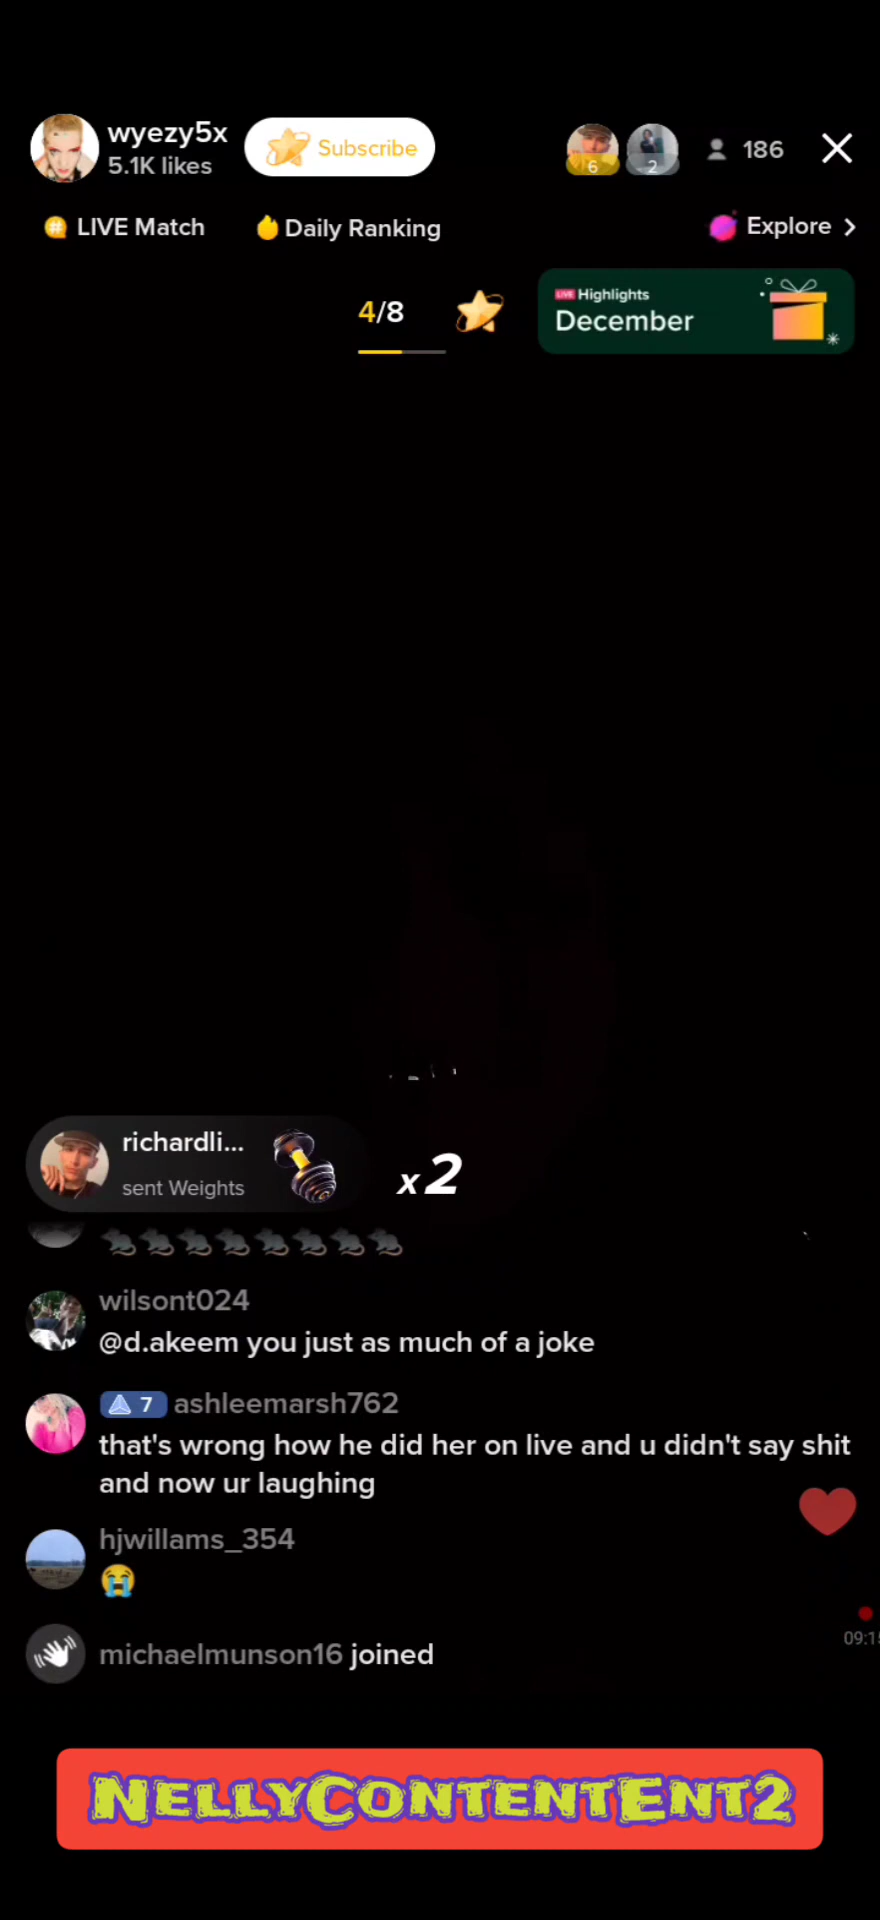 wyezy5x
5.1K likes
Subscribe
6
2
186
LIVE Match
Daily Ranking
Explore
4/8
LIVE Highlights
December
richardli...
sent Weights
x2
wilsont024
@d.akeem you just as much of a joke
7 ashleemarsh762
that's wrong how he did her on live and u didn't say shit
and now ur laughing
hjwillams_354
michaelmunson16 joined
NellyContentEnt2